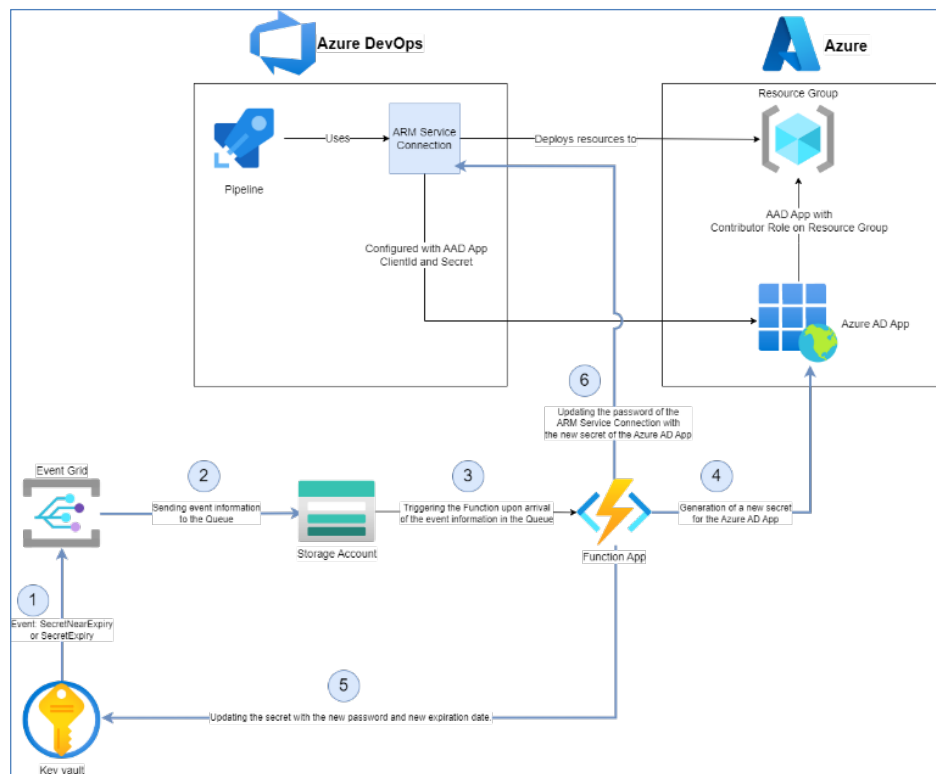 Azure DevOps
Azure
Resource Group
Uses
ARM Service
Connection
Deploys resources to
Pipeline
AAD App with
Contributor Role on Resource Group
Configured with AAD App
ClientId and Secret
Azure AD App
6
Updating the password of the
ARM Service Connection with
the new secret of the Azure AD App
Event Grid
2
3
4
Sending event information
to the Queue
Triggering the Function upon arrival
of the event information in the Queue
Generation of a new secret
for the Azure AD App
Storage Account
Function App
1
Event: SecretNearExpiry
or SecretExpiry
5
Updating the secret with the new password and new expiration date.
Key vault